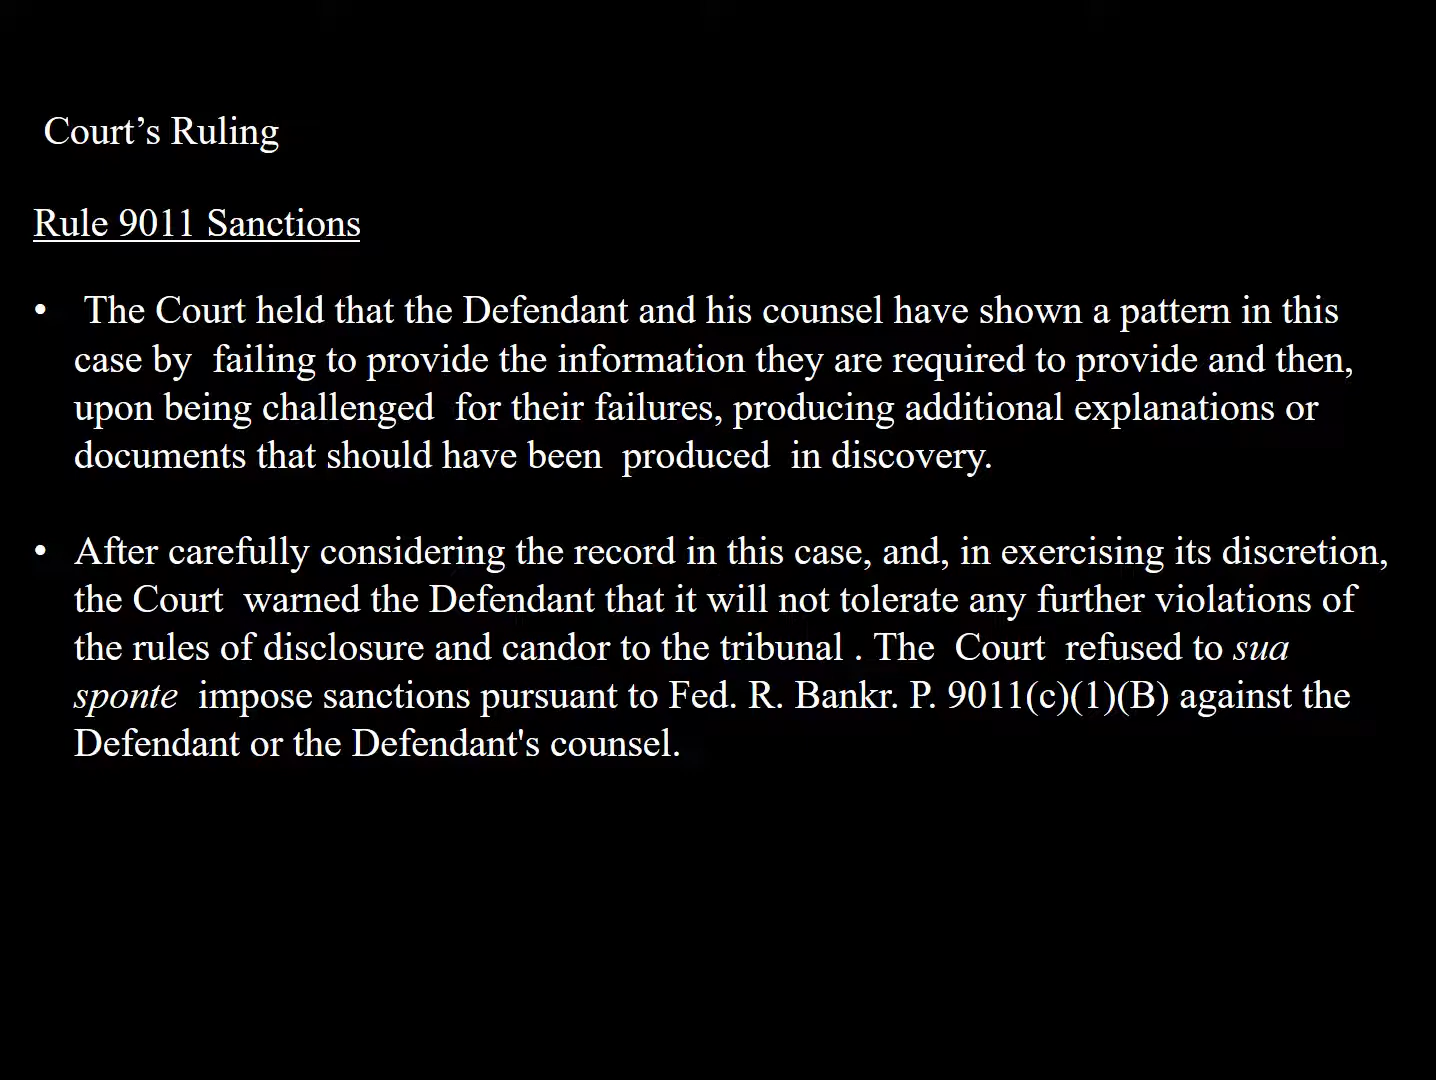 Court’s Ruling
Rule 9011 Sanctions
• The Court held that the Defendant and his counsel have shown a pattern in this
case by failing to provide the information they are required to provide and then,
upon being challenged for their failures, producing additional explanations or
documents that should have been produced in discovery.
• After carefully considering the record in this case, and, in exercising its discretion,
the Court warned the Defendant that it will not tolerate any further violations of
the rules of disclosure and candor to the tribunal . The Court refused to sua
sponte impose sanctions pursuant to Fed. R. Bankr. P. 9011(c)(1)(B) against the
Defendant or the Defendant's counsel.